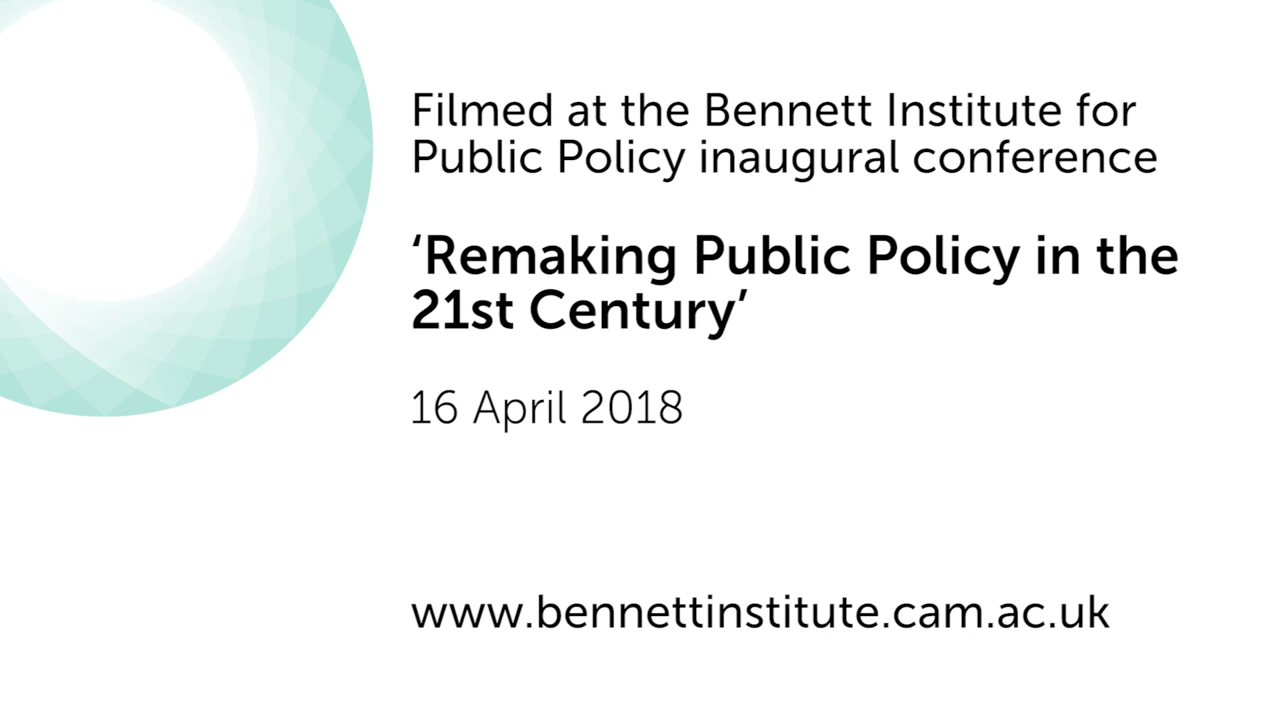 Filmed at the Bennett Institute for
Public Policy inaugural conference
‘Remaking Public Policy in the
21st Century’
16 April 2018
www.bennettinstitute.cam.ac.uk